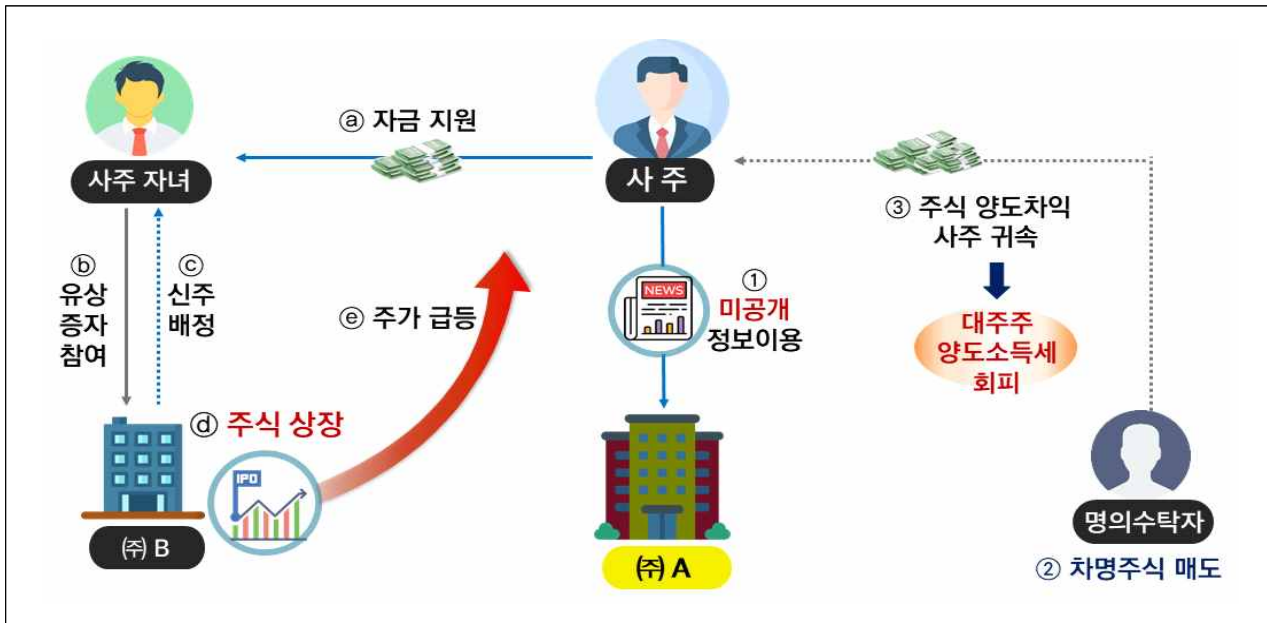 ⓐ 자금 지원
사주 자녀
사 주
③ 주식 양도차익
사주 귀속
ⓑ
유상
증자
참여
ⓒ
신주
배정
ⓔ 주가 급등
NEWS
①
미공개
정보이용
대주주
양도소득세
회피
ⓓ 주식 상장
IPO
㈜ B
㈜ A
명의수탁자
② 차명주식 매도